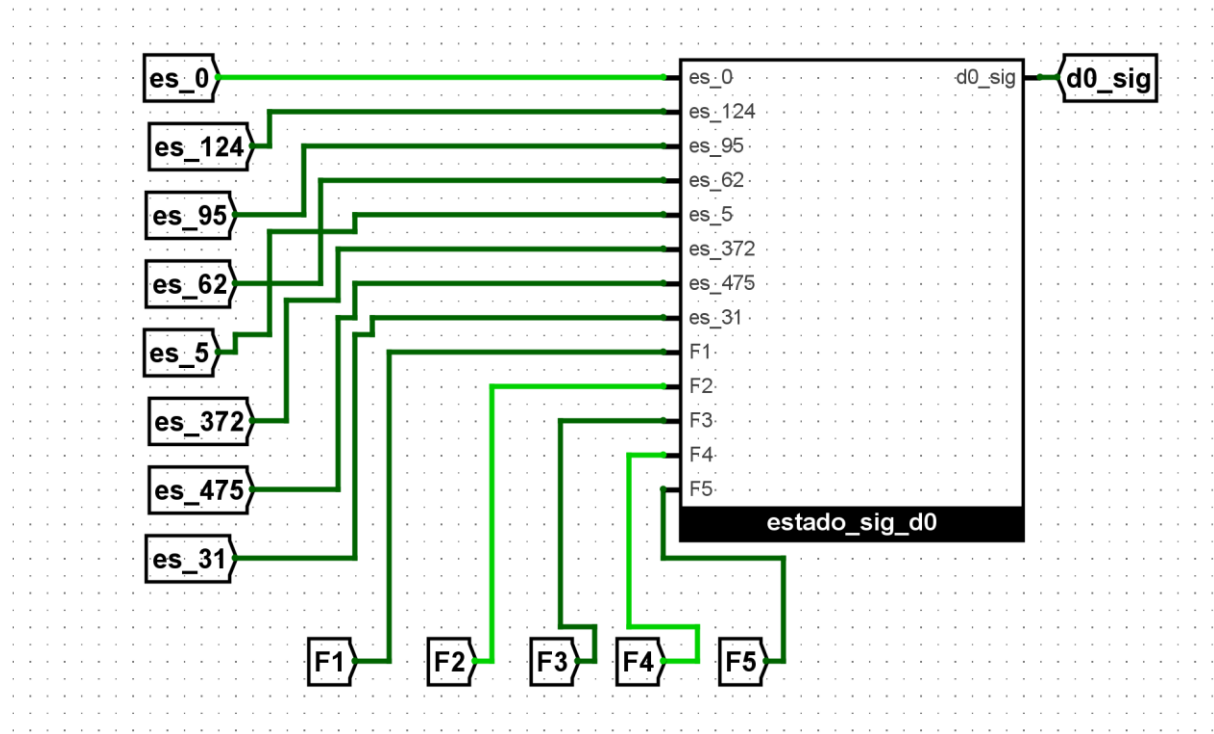 es_0
es_124
es_95
es_62
es_5
es_372
es_475
es_31
F1
F2
F3
F4
F5
es_0
es_124
es_95
es_62
es_5
es_372
es_475
es_31
F1
F2
F3
F4
F5
d0_sig
estado_sig_d0
d0_sig